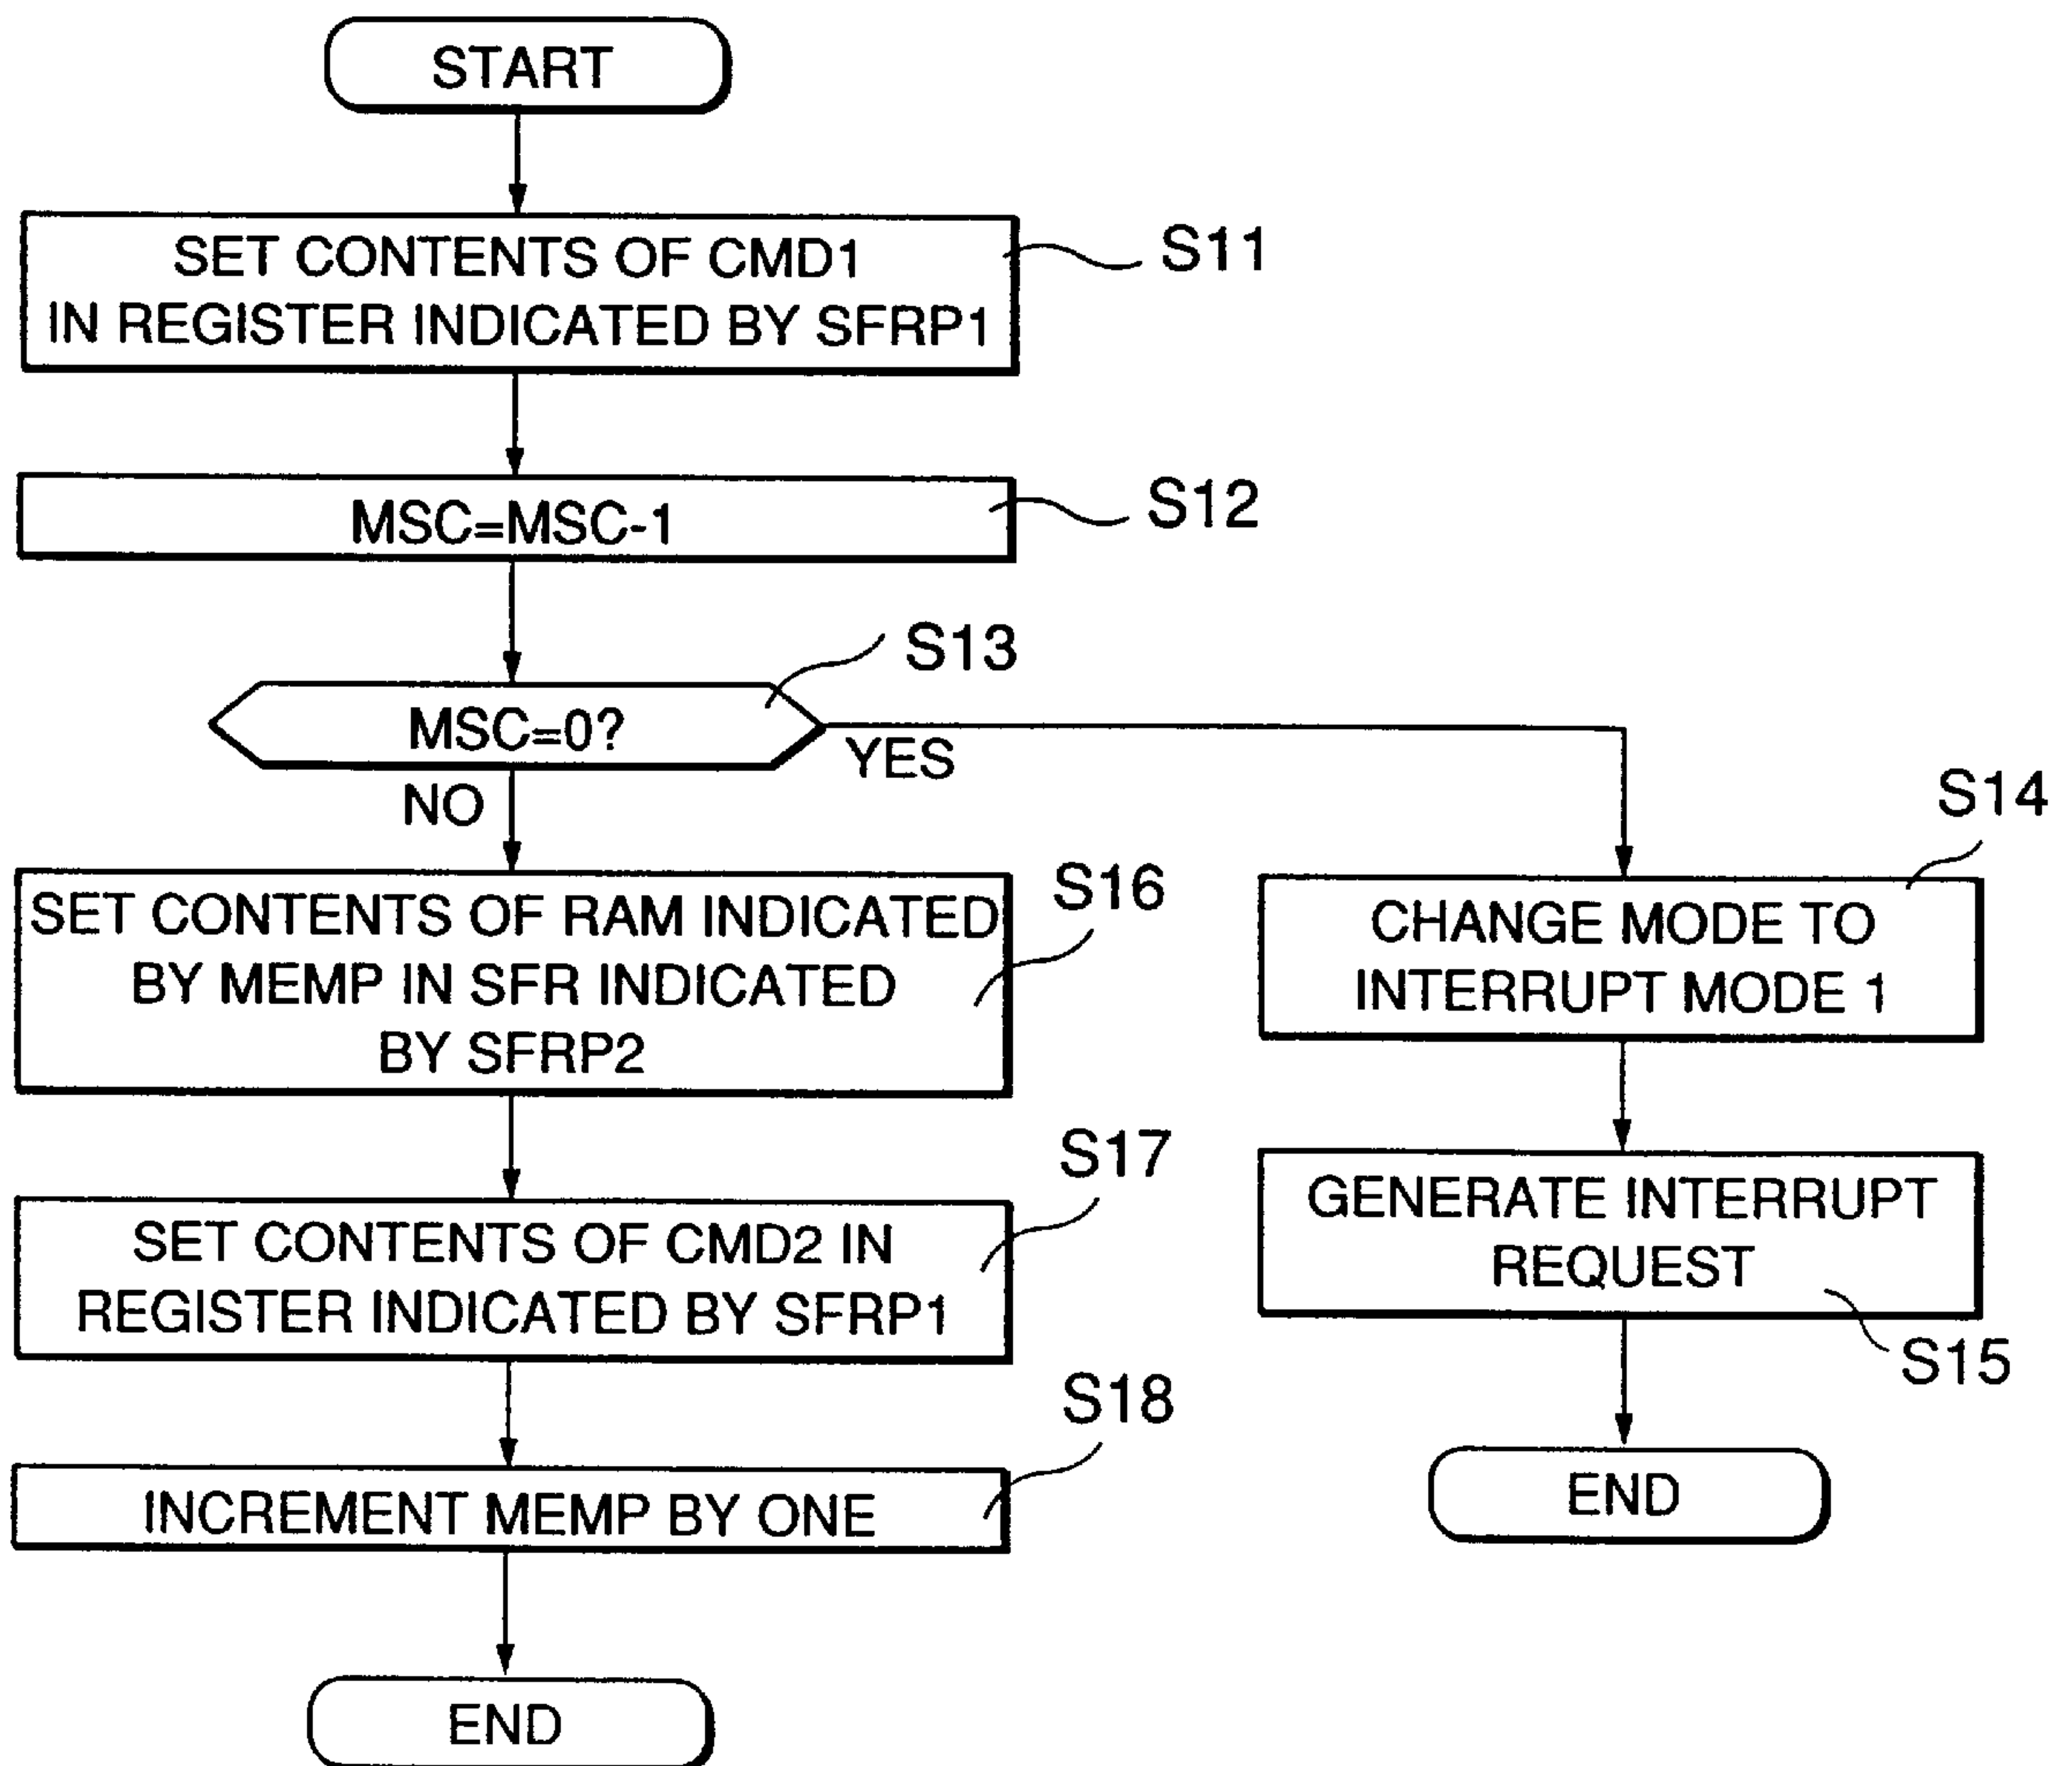 START
SET CONTENTS OF CMD1
IN REGISTER INDICATED BY SFRP1
S11
MSC=MSC-1
S12
S13
MSC=0?
YES
NO
SET CONTENTS OF RAM INDICATED
BY MEMP IN SFR INDICATED
BY SFRP2
S16
S14
CHANGE MODE TO
INTERRUPT MODE 1
SET CONTENTS OF CMD2 IN
REGISTER INDICATED BY SFRP1
S17
GENERATE INTERRUPT
REQUEST
S15
S18
INCREMENT MEMP BY ONE
END
END